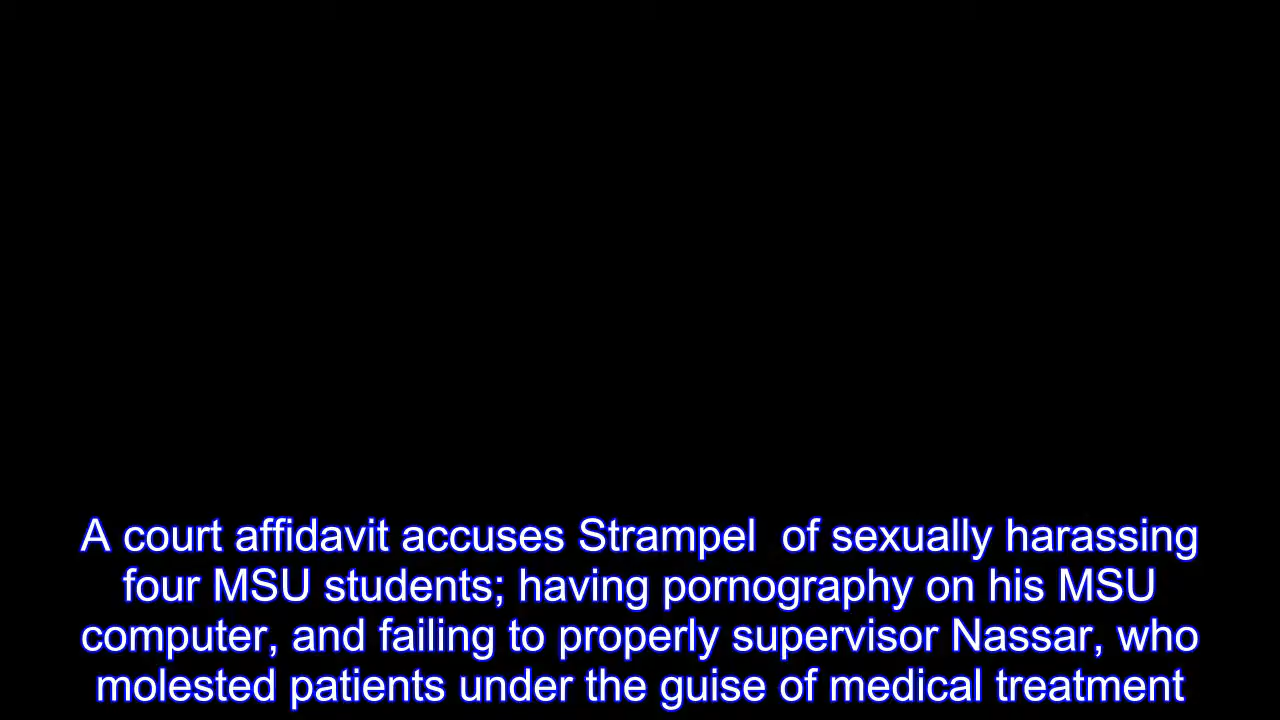 A court affidavit accuses Strampel  of sexually harassing
four MSU students; having pornography on his MSU
computer, and failing to properly supervisor Nassar, who
molested patients under the guise of medical treatment